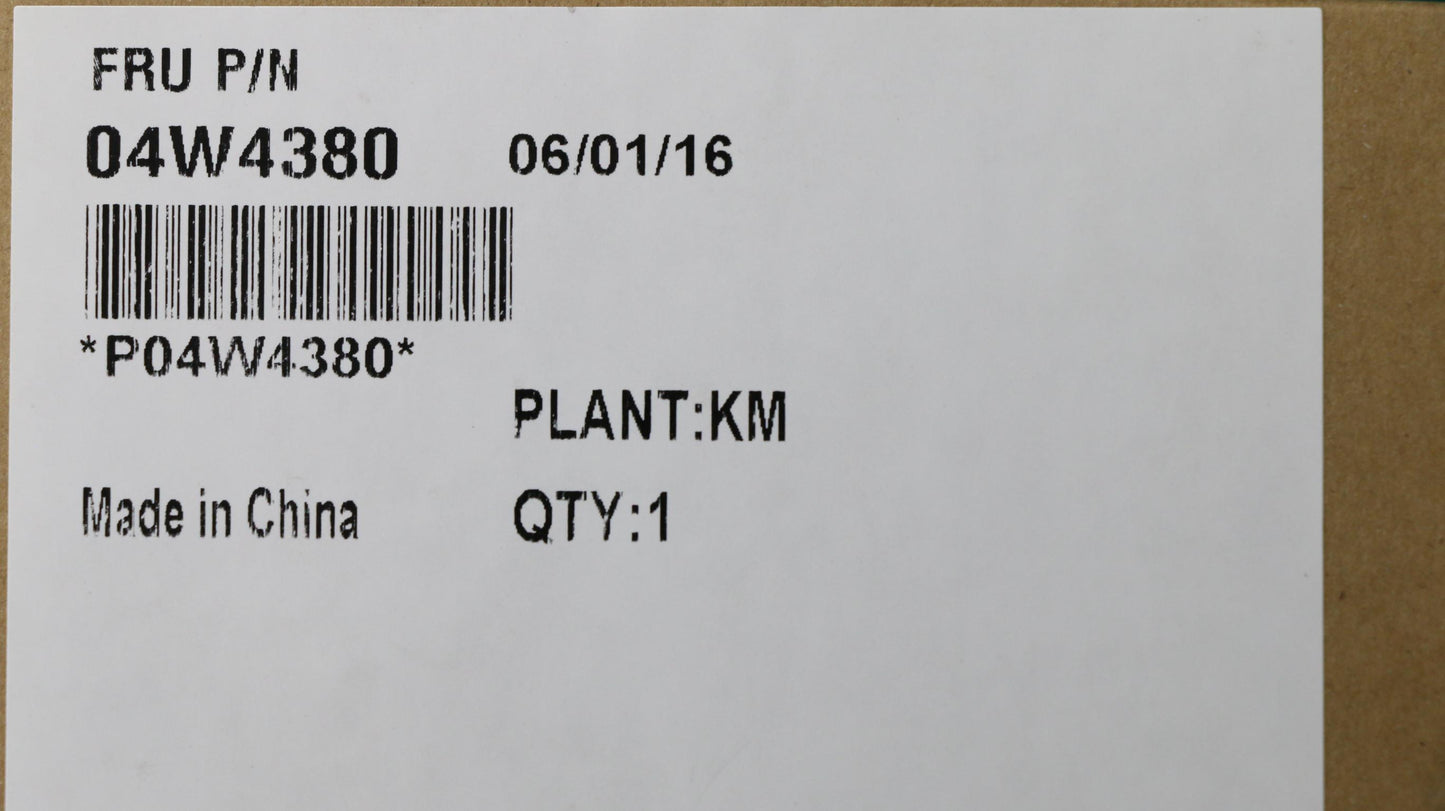 FRU P/N
04W4380 06/01/16
*P04W4380*
PLANT:KM
Made in China QTY:1